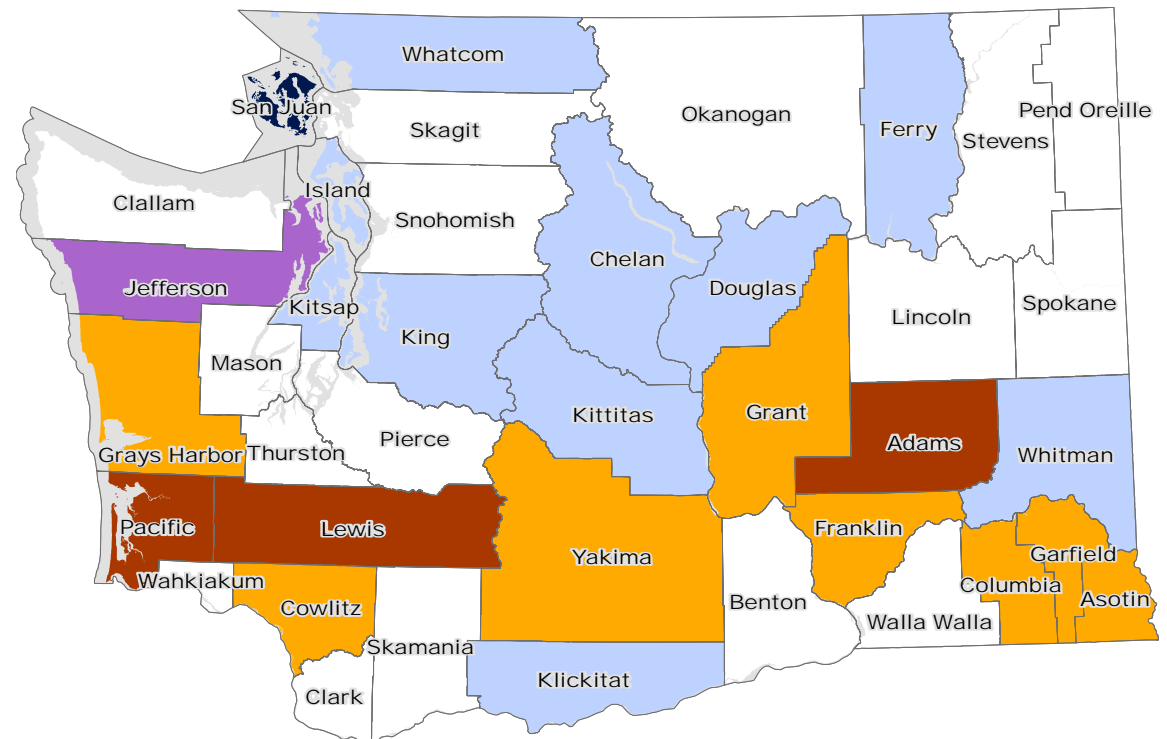 Whatcom
San Juan
Okanogan
Pend Oreille
Skagit
Ferry
Stevens
Island
Clallam
Snohomish
Chelan
Jefferson
Douglas
Kitsap
Lincoln
Spokane
King
Mason
Kittitas
Grant
Pierce
Adams
Grays Harbor
Thurston
Whitman
Pacific
Lewis
Franklin
Yakima
Garfield
Wahkiakum
Columbia
Asotin
Cowlitz
Benton
Walla Walla
Skamania
Klickitat
Clark